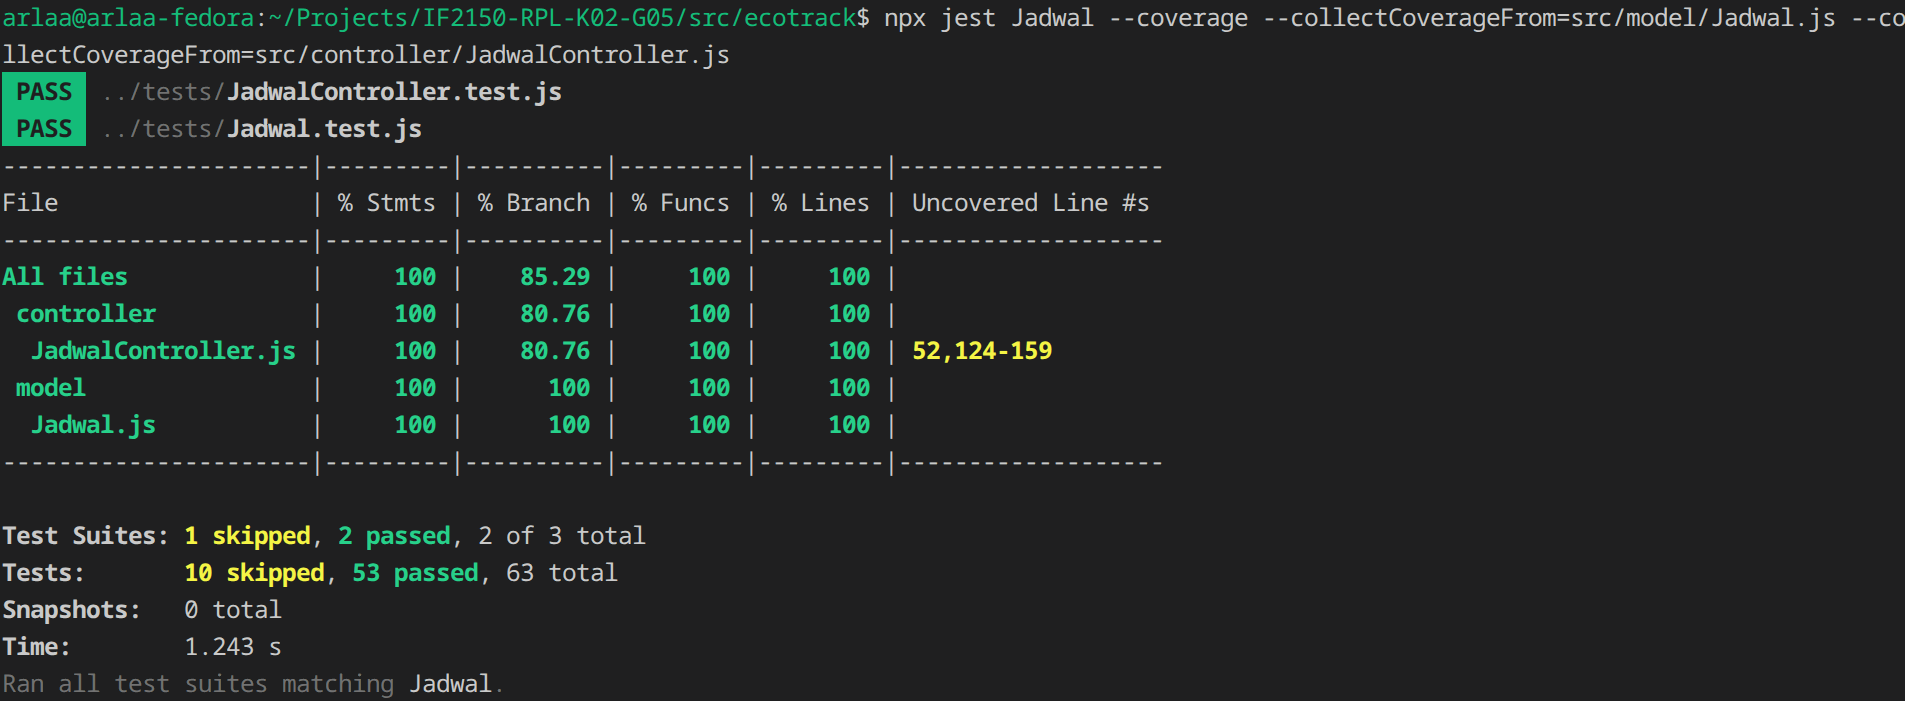 arlaa@arlaa-fedora:~/Projects/IF2150-RPL-K02-G05/src/ecotrack$ npx jest Jadwal --coverage --collectCoverageFrom=src/model/Jadwal.js --co
llectCoverageFrom=src/controller/JadwalController.js
PASS ../tests/JadwalController.test.js
PASS ../tests/Jadwal.test.js
----------------------|---------|----------|---------|---------|-------------------
File                  | % Stmts | % Branch | % Funcs | % Lines | Uncovered Line #s
----------------------|---------|----------|---------|---------|-------------------
All files             |     100 |    85.29 |     100 |     100 |
 controller           |     100 |    80.76 |     100 |     100 |
  JadwalController.js |     100 |    80.76 |     100 |     100 | 52,124-159
 model                |     100 |      100 |     100 |     100 |
  Jadwal.js           |     100 |      100 |     100 |     100 |
----------------------|---------|----------|---------|---------|-------------------
Test Suites: 1 skipped, 2 passed, 2 of 3 total
Tests:       10 skipped, 53 passed, 63 total
Snapshots:   0 total
Time:        1.243 s
Ran all test suites matching Jadwal.